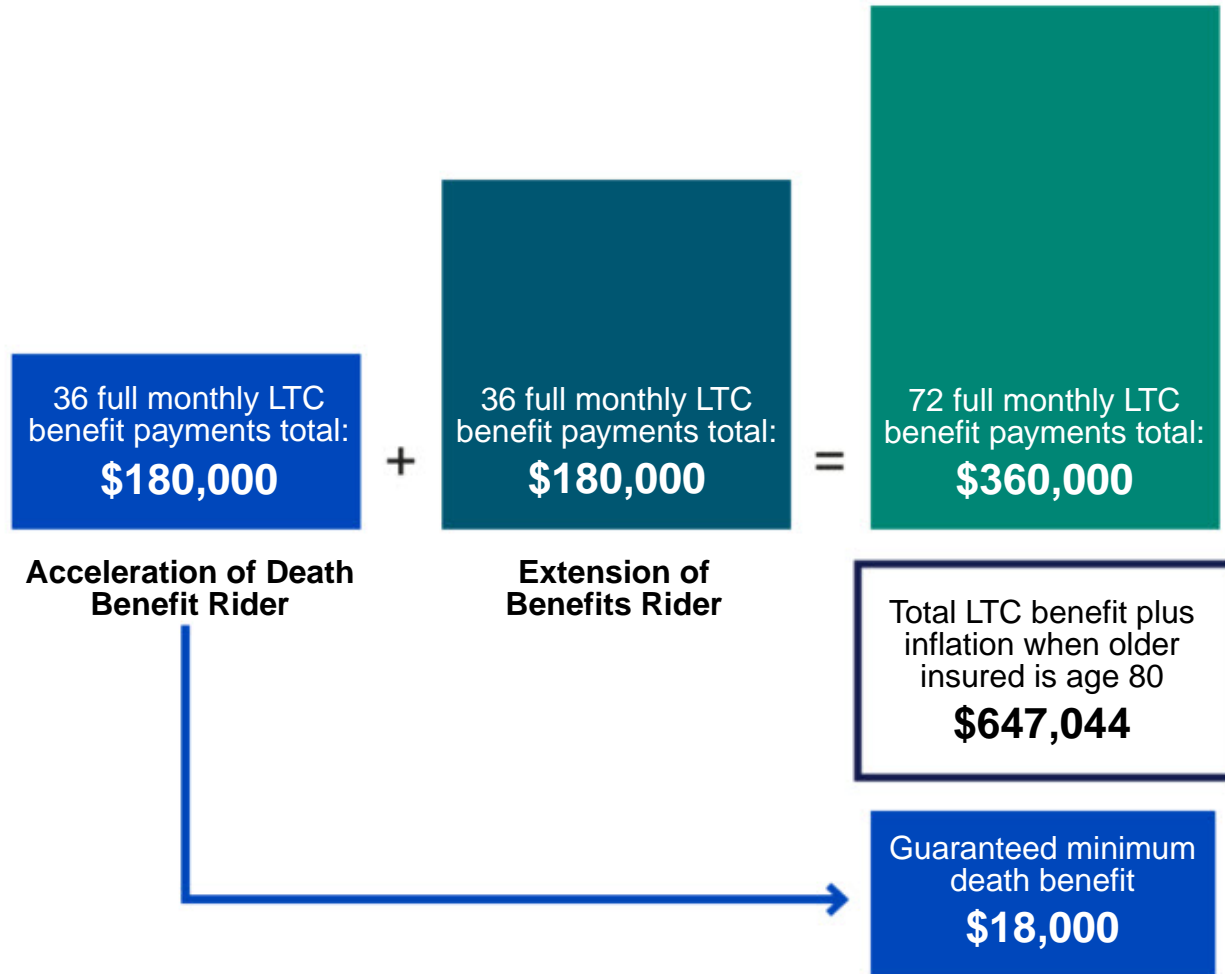 36 full monthly LTC
benefit payments total:
$180,000
+
36 full monthly LTC
benefit payments total:
$180,000
=
72 full monthly LTC
benefit payments total:
$360,000
Acceleration of Death
Benefit Rider
Extension of
Benefits Rider
Total LTC benefit plus
inflation when older
insured is age 80
$647,044
Guaranteed minimum
death benefit
$18,000